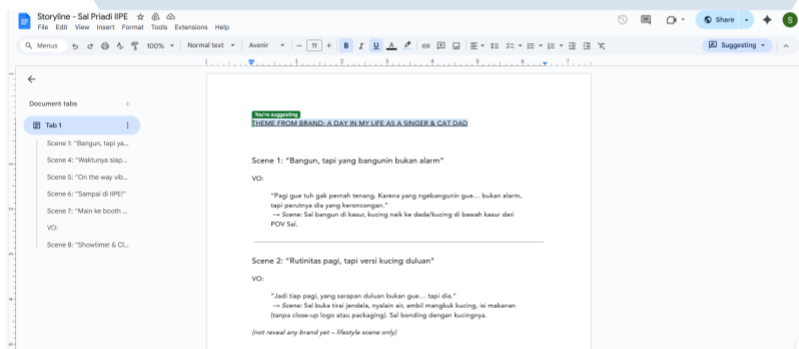 Storyline - Sal Priadi IIPE
File Edit View Insert Format Tools Extensions Help
Share
S
Menus 100% Normal text Avenir 11 B I U A Suggesting
Document tabs
Tab 1
Scene 1: "Bangun, tapi ya...
Scene 4: "Waktunya siap...
Scene 5: "On the way vib...
Scene 6: "Sampai di IIPE!"
Scene 7: "Main ke booth ...
VO:
Scene 8: "Showtime! & Cl...
You're suggesting
THEME FROM BRAND: A DAY IN MY LIFE AS A SINGER & CAT DAD
Scene 1: "Bangun, tapi yang bangunin bukan alarm"
VO:
"Pagi gue tuh gak pernah tenang. Karena yang ngebangunin gue... bukan alarm,
tapi perutnya dia yang keroncongan."
→ Scene: Sal bangun di kasur, kucing naik ke dada/kucing di bawah kasur dari
POV Sal.
Scene 2: "Rutinitas pagi, tapi versi kucing duluan"
VO:
"Jadi tiap pagi, yang sarapan duluan bukan gue... tapi dia."
→ Scene: Sal buka tirai jendela, nyalain air, ambil mangkuk kucing, isi makanan
(tanpa close-up logo atau packaging). Sal bonding dengan kucingnya.
(not reveal any brand yet – lifestyle scene only)